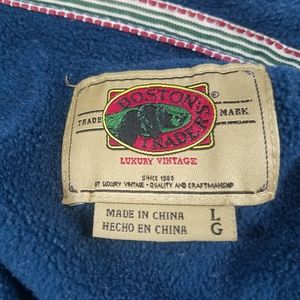 BOSTON
TRADERS
©
TRADE MARK
LUXURY VINTAGE
SINCE 1980
BT LUXURY VINTAGE · QUALITY AND CRAFTMANSHIP
MADE IN CHINA L
HECHO EN CHINA G